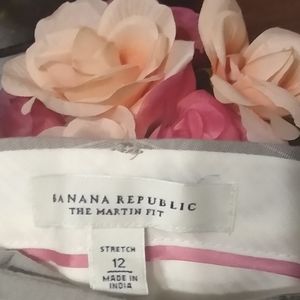 BANANA REPUBLIC
THE MARTIN FIT
STRETCH
12
MADE IN
INDIA